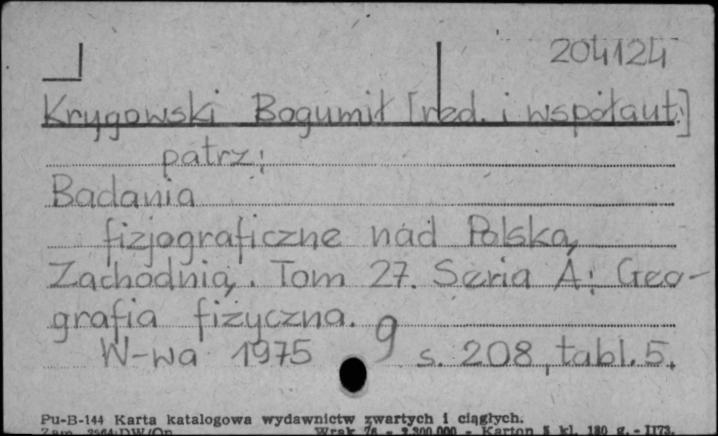 204124
Krygowski Bogumił [red. i współaut.]
patrz:
Badania
fizjograficzne nad Polską
Zachodnią. Tom 27. Seria A: Geo-
grafia fizyczna.
W-wa 1975 g s. 208, tabl. 5.
Pu-B-144 Karta katalogowa wydawnictw zwartych i ciągłych.